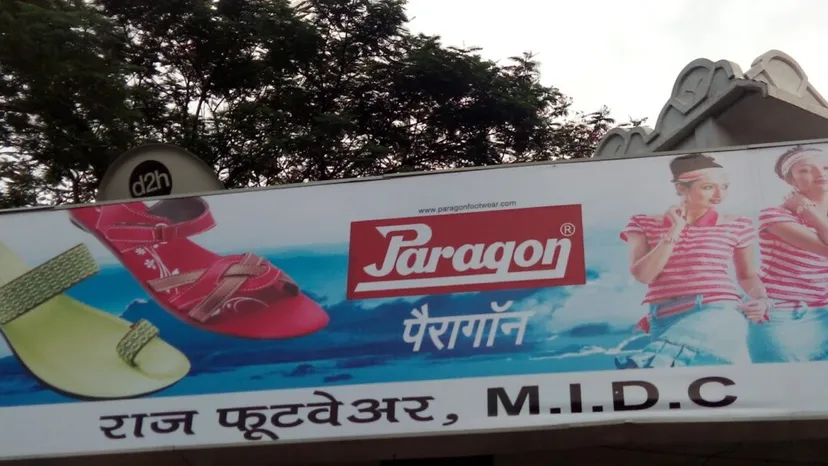 d2h
www.paragonfootwear.com
Paragon®
पैरागॉन
राज फूटवेअर, M.I.D.C